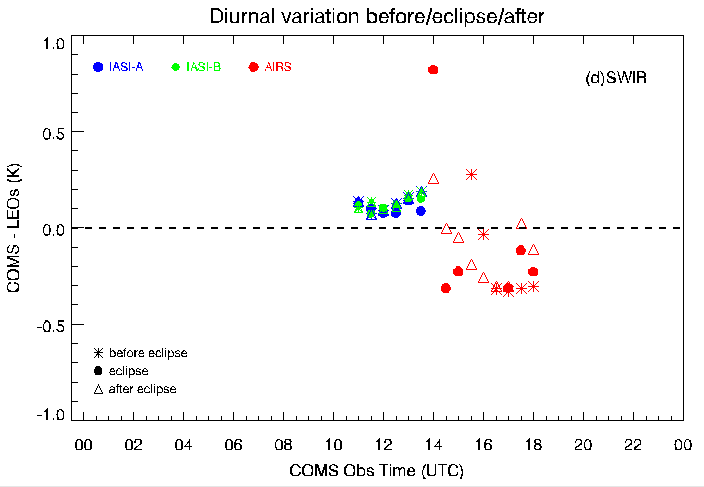 Diurnal variation before/eclipse/after
1.0
IASI-A IASI-B AIRS
(d)SWIR
0.5
COMS - LEOs (K)
0.0
-0.5
before eclipse
eclipse
after eclipse
-1.0
00 02 04 06 08 10 12 14 16 18 20 22 00
COMS Obs Time (UTC)